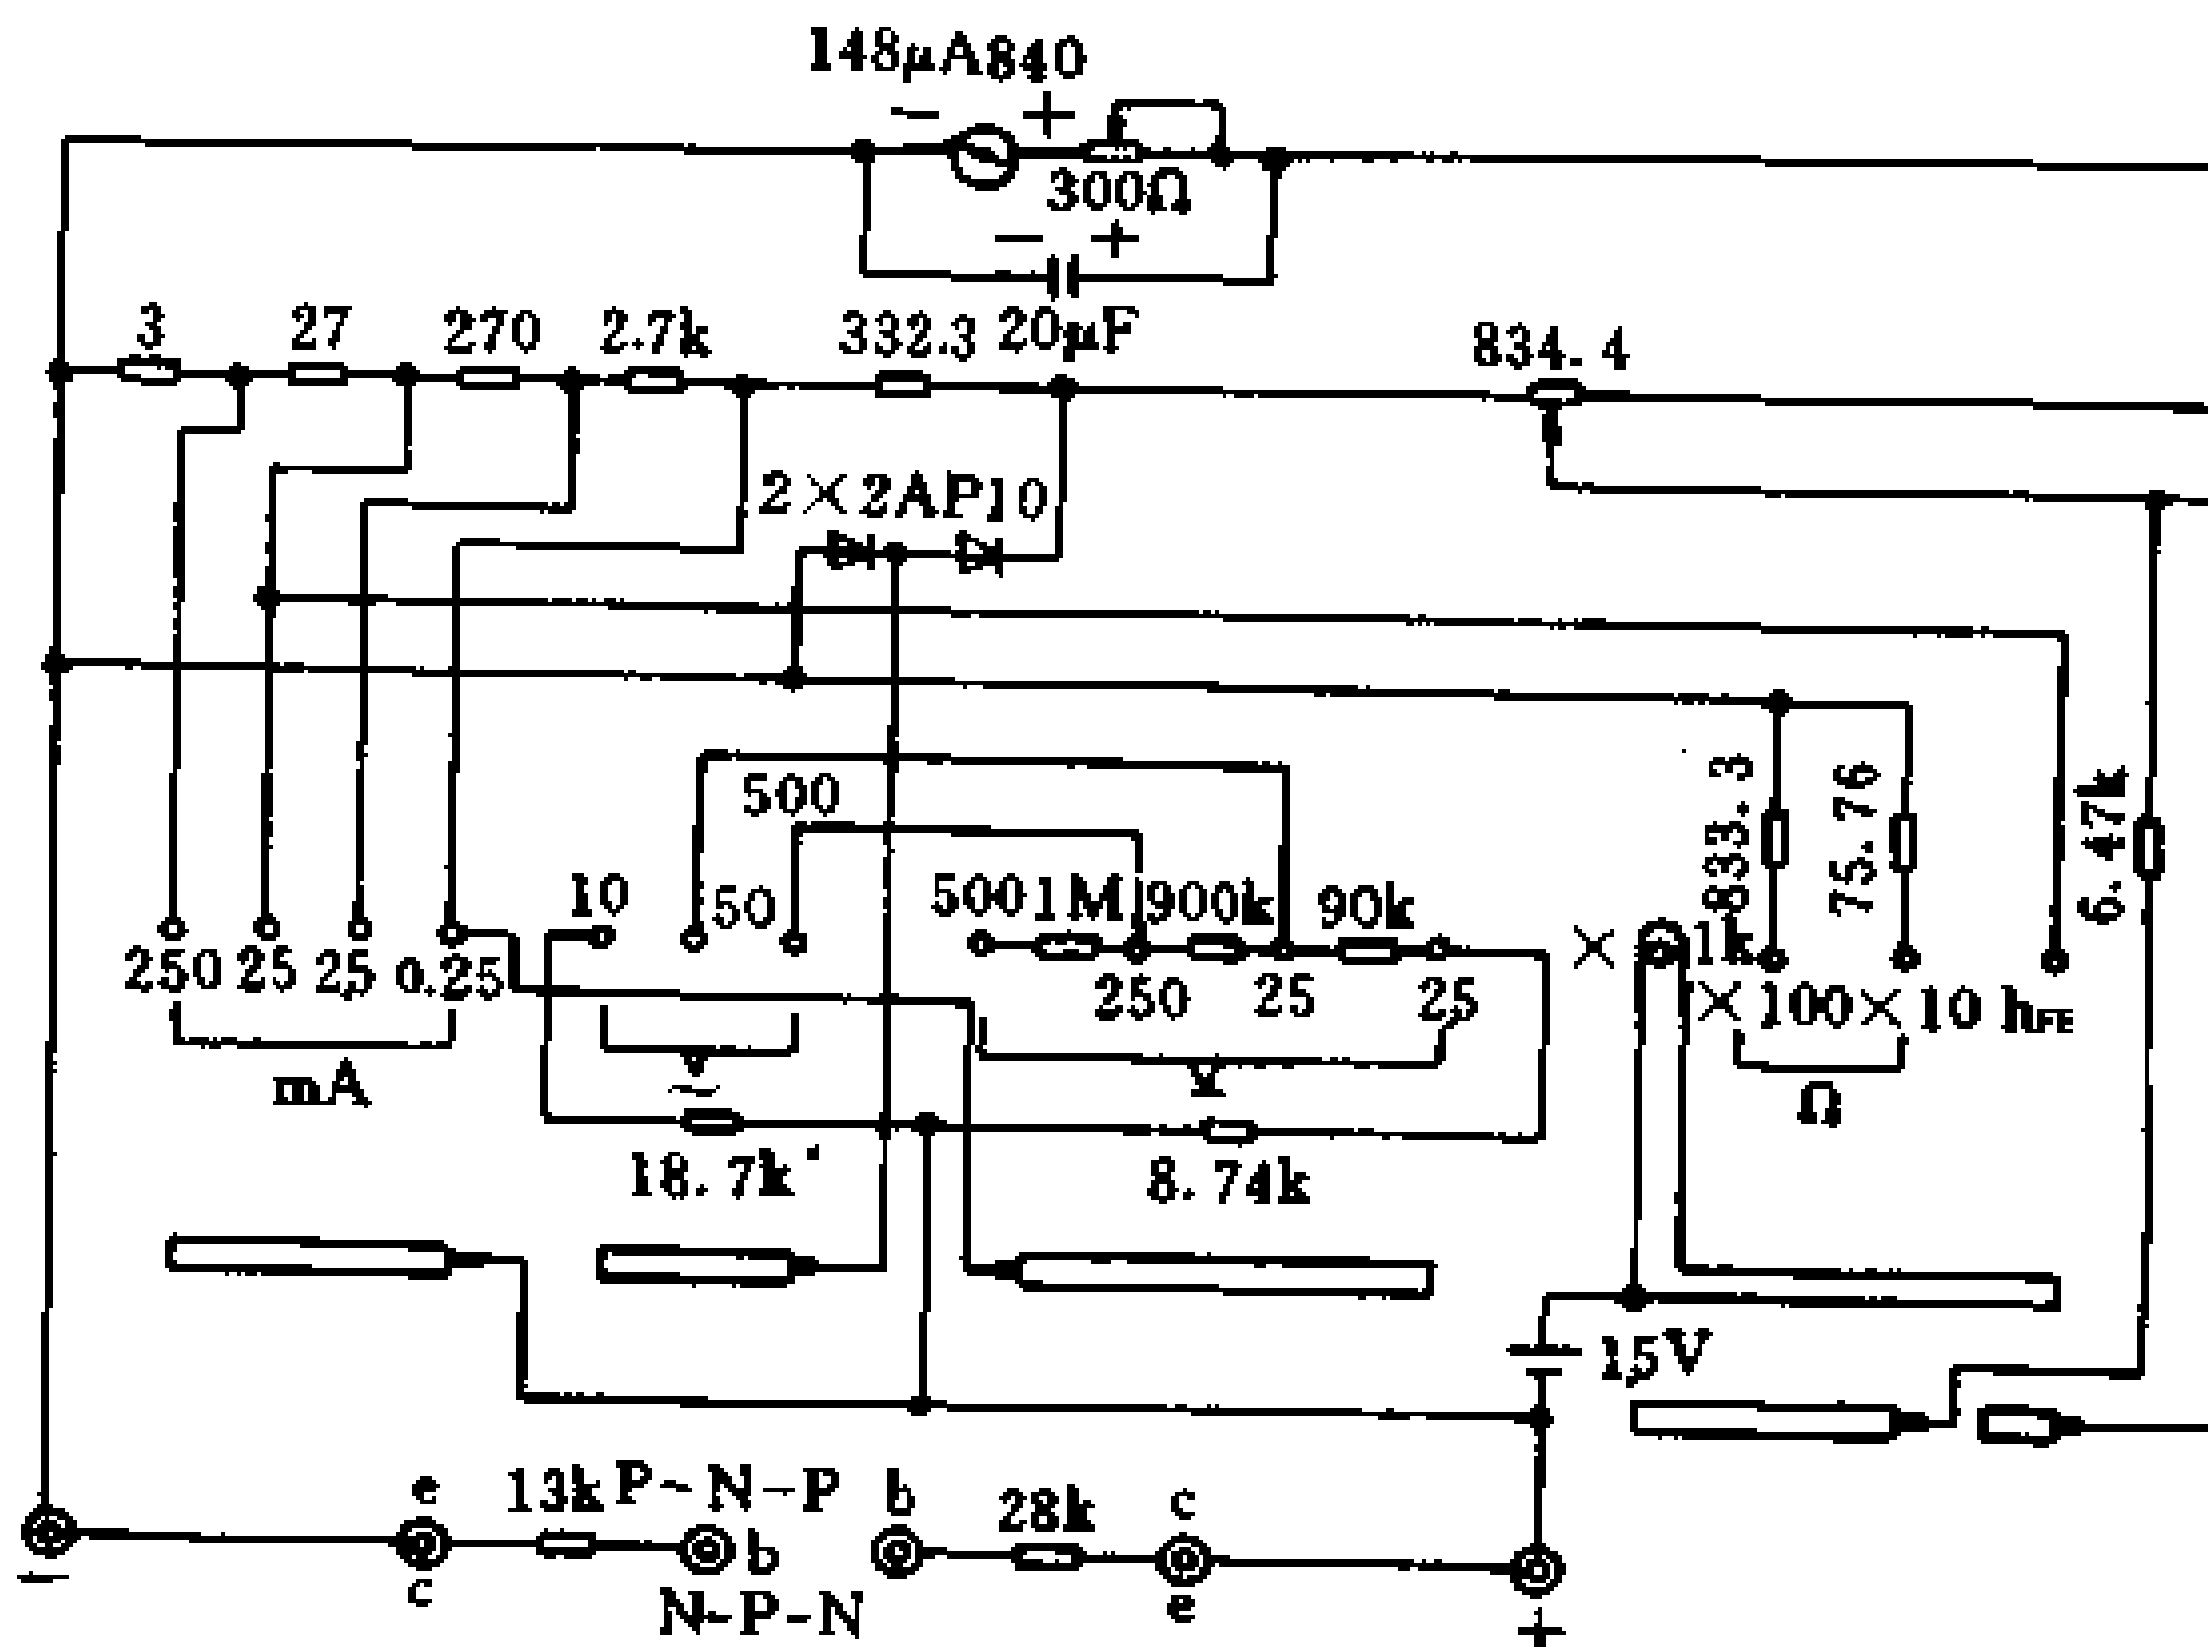 148μA840
− +
300Ω
− +
3 27 270 2.7k 332.3 20μF 834.4
2×2AP10
500
833.3 75.76 6.47k
10 50 500 1M 900k 90k × 1k
250 25 25 0.25 250 25 25 ×100 ×10 hFE
mA ~ V Ω
18.7k 8.74k
15V
e 13k P-N-P b 28k c
b
− c N-P-N e +